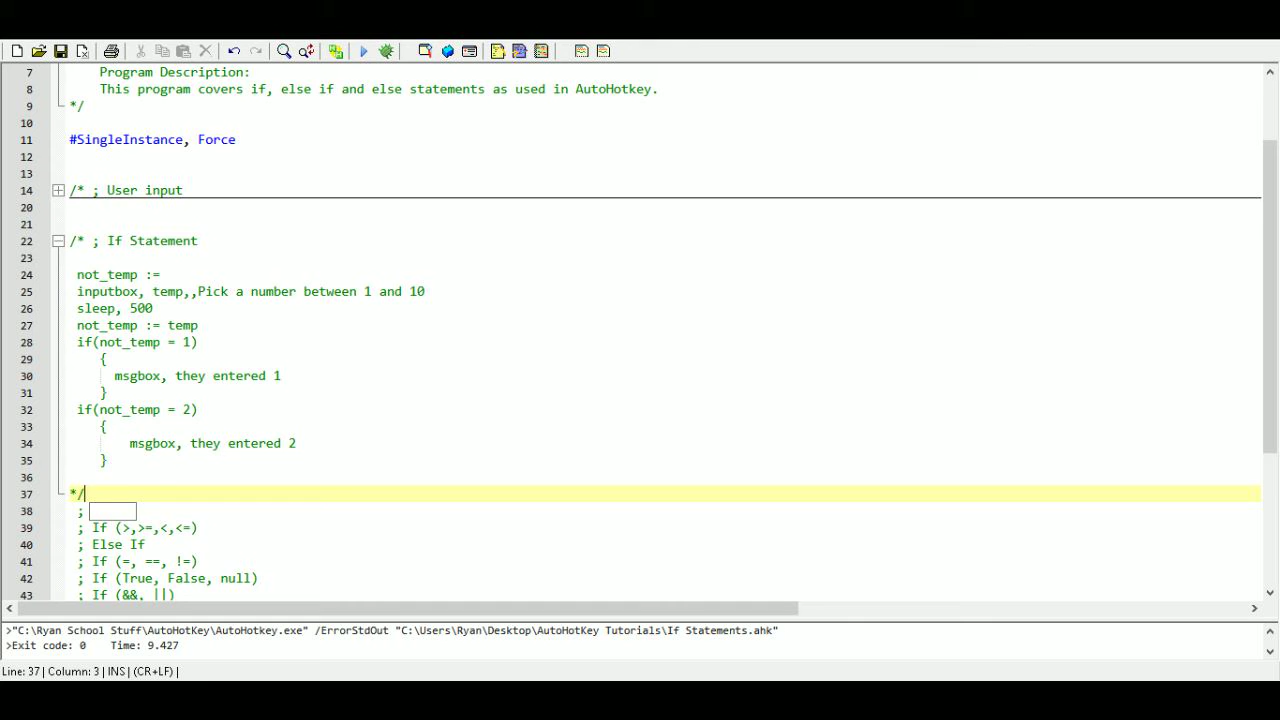 7 Program Description:
8 This program covers if, else if and else statements as used in AutoHotkey.
9 */
10
11 #SingleInstance, Force
12
13
14 /* ; User input
20
21
22 /* ; If Statement
23
24 not_temp :=
25 inputbox, temp,,Pick a number between 1 and 10
26 sleep, 500
27 not_temp := temp
28 if(not_temp = 1)
29 {
30 msgbox, they entered 1
31 }
32 if(not_temp = 2)
33 {
34 msgbox, they entered 2
35 }
36
37 */
38 ;
39 ; If (>,>=,<,<=)
40 ; Else If
41 ; If (=, ==, !=)
42 ; If (True, False, null)
43 ; If (&&, ||)
>"C:\Ryan School Stuff\AutoHotKey\AutoHotkey.exe" /ErrorStdOut "C:\Users\Ryan\Desktop\AutoHotKey Tutorials\If Statements.ahk"
>Exit code: 0 Time: 9.427
Line: 37 | Column: 3 | INS | (CR+LF) |